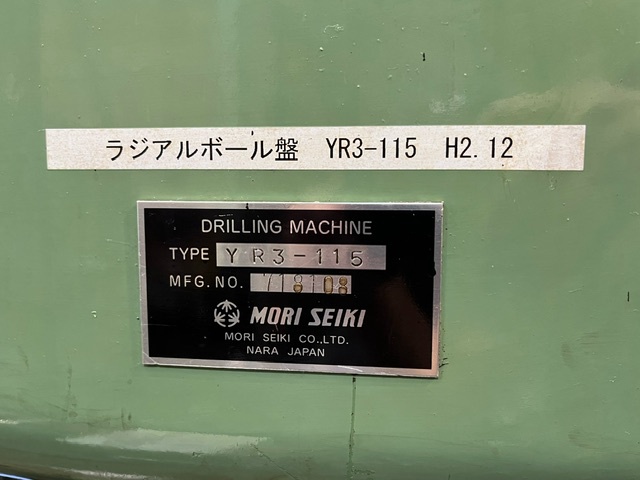 ラジアルボール盤 YR3-115 H2.12
DRILLING MACHINE
TYPE YR3-115
MFG.NO. 718108
MORI SEIKI
MORI SEIKI CO.,LTD.
NARA JAPAN